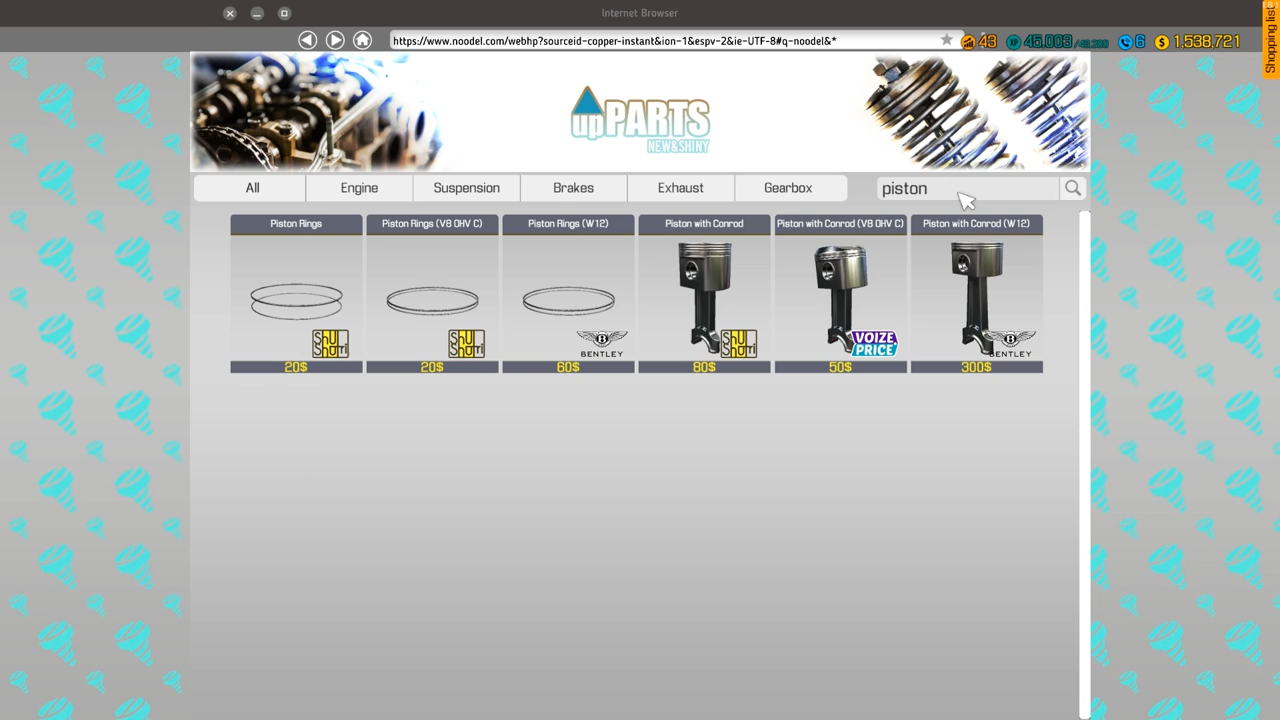 Internet Browser
https://www.noodel.com/webhp?sourceid-copper-instant&ion-1&espv-2&ie-UTF-8#q-noodel&*
43
45,003
6
1,538,721
Shopping list
upPARTS
NEW&SHINY
All
Engine
Suspension
Brakes
Exhaust
Gearbox
piston
Piston Rings
Piston Rings (V8 OHV C)
Piston Rings (W12)
Piston with Conrod
Piston with Conrod (V8 OHV C)
Piston with Conrod (W12)
B
BENTLEY
VOIZE
PRICE
B
BENTLEY
20$
20$
60$
80$
50$
300$